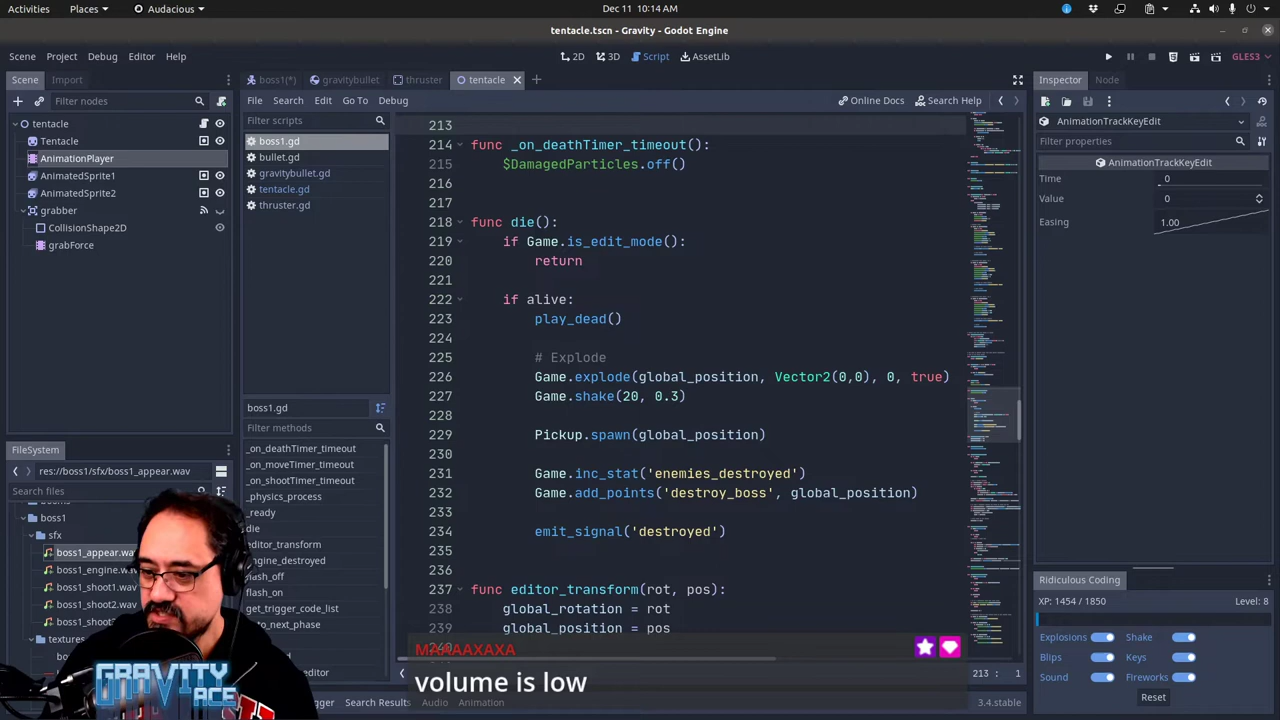 Activities
Places
Audacious
Dec 11 10:14 AM
tentacle.tscn - Gravity - Godot Engine
Scene Project Debug Editor Help
2D 3D Script AssetLib
GLES3
Scene Import
boss1(*) gravitybullet thruster tentacle
Inspector Node
Filter nodes
File Search Edit Go To Debug
Online Docs Search Help
Filter scripts
tentacle
Tentacle
AnimationPlayer
AnimatedSprite1
AnimatedSprite2
grabber
CollisionShape2D
grabForce
boss1.gd
bullet.gd
gravitybullet.gd
tentacle.gd
thruster.gd
boss1.gd
Filter methods
_on_deathTimer_timeout
_on_moveTimer_timeout
_on_shootTimer_timeout
_physics_process
_ready
die
editor_transform
engine_destroyed
flash_off
flash_on
get_trigger_code_list
213
214 func _on_deathTimer_timeout():
215 $DamagedParticles.off()
216
217
218 func die():
219 if Game.is_edit_mode():
220 return
221
222 if alive:
223 play_dead()
224
225 # Explode
226 Game.explode(global_position, Vector2(0,0), 0, true)
227 Game.shake(20, 0.3)
228
229 Pickup.spawn(global_position)
230
231 Game.inc_stat('enemies_destroyed')
232 Game.add_points('destroy_boss', global_position)
233
234 emit_signal('destroyed')
235
236
237 func editor_transform(rot, pos):
238 global_rotation = rot
239 global_position = pos
240
AnimationTrackKeyEdit
Filter properties
AnimationTrackKeyEdit
Time 0
Value 0
Easing 1.00
FileSystem
res://boss1/sfx/boss1_appear.wav
Search files
boss1
sfx
boss1_appear.wav
boss1_engine.wav
boss1_shoot1.wav
boss1_shoot2.wav
textures
Ridiculous Coding
XP: 1454 / 1850 Level: 8
Explosions Shake
Blips Keys
Sound Fireworks
Reset
MAAAAXAXA
volume is low
GRAVITY
ACE
213 : 1
Search Results Audio Animation
3.4.stable